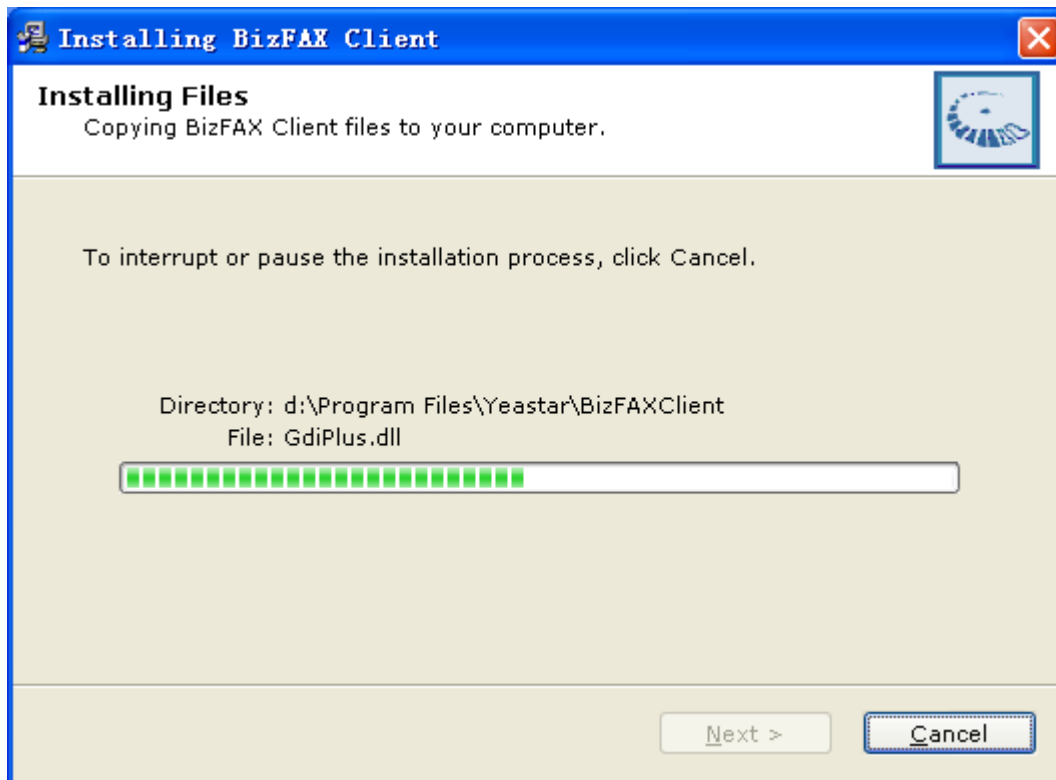 Installing BizFAX Client
Installing Files
Copying BizFAX Client files to your computer.
To interrupt or pause the installation process, click Cancel.
Directory: d:\Program Files\Yeastar\BizFAXClient
File: GdiPlus.dll
Next >
Cancel